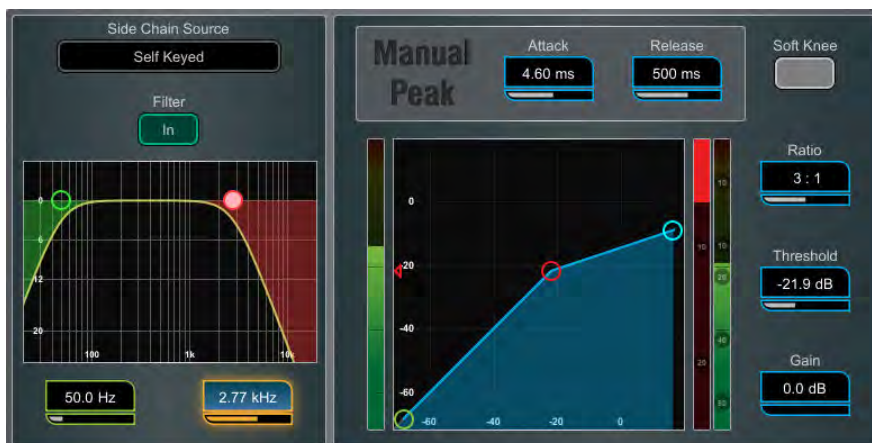 Side Chain Source
Self Keyed
Filter
In
0
6
12
20
100
1k
10k
50.0 Hz
2.77 kHz
Manual
Peak
Attack
4.60 ms
Release
500 ms
Soft Knee
0
-20
-40
-60
-60
-40
-20
0
10
20
10
10
20
40
60
Ratio
3 : 1
Threshold
-21.9 dB
Gain
0.0 dB